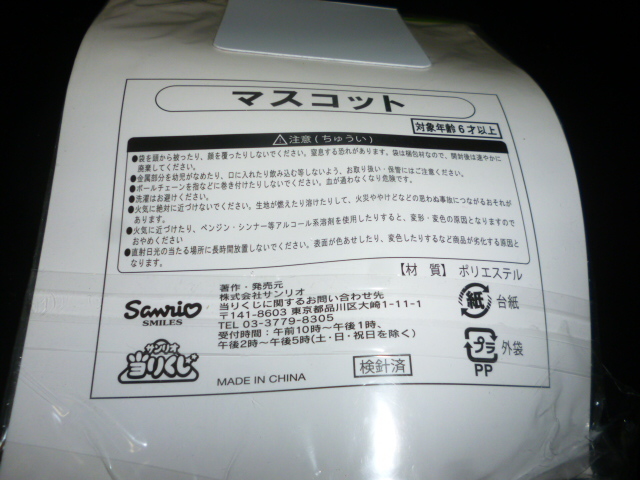 マスコット
対象年齢6才以上
注意(ちゅうい)
●袋を頭から被ったり、顔を覆ったりしないでください。窒息する恐れがあります。袋は梱包材なので、開封後は速やかに
廃棄してください。
●金属部分を幼児がなめたり、口に入れたり飲み込む等しないよう、お取り扱い・保管にはご注意ください。
●ボールチェーンを指などに巻き付けたりしないでください。血が通わなくなり危険です。
●洗濯はお避けください。
●火気に絶対に近づけないでください。生地が燃えたり溶けたりして、火災ややけどなどの思わぬ事故につながるおそれが
あります。
●火気に近づけたり、ベンジン・シンナー等アルコール系溶剤を使用したりすると、変形・変色の原因となりますので
おやめください
●直射日光の当たる場所に長時間放置しないでください。表面が色あせしたり、変色したりするなど商品が劣化する原因と
なります。
【材 質】 ポリエステル
Sanrio
SMILES
著作・発売元
株式会社サンリオ
当りくじに関するお問い合わせ先
〒141-8603 東京都品川区大崎1-11-1
TEL 03-3779-8305
受付時間:午前10時〜午後1時、
午後2時〜午後5時(土・日・祝日を除く)
紙 台紙
サンリオ
当りくじ
MADE IN CHINA
検針済
プラ 外袋
PP